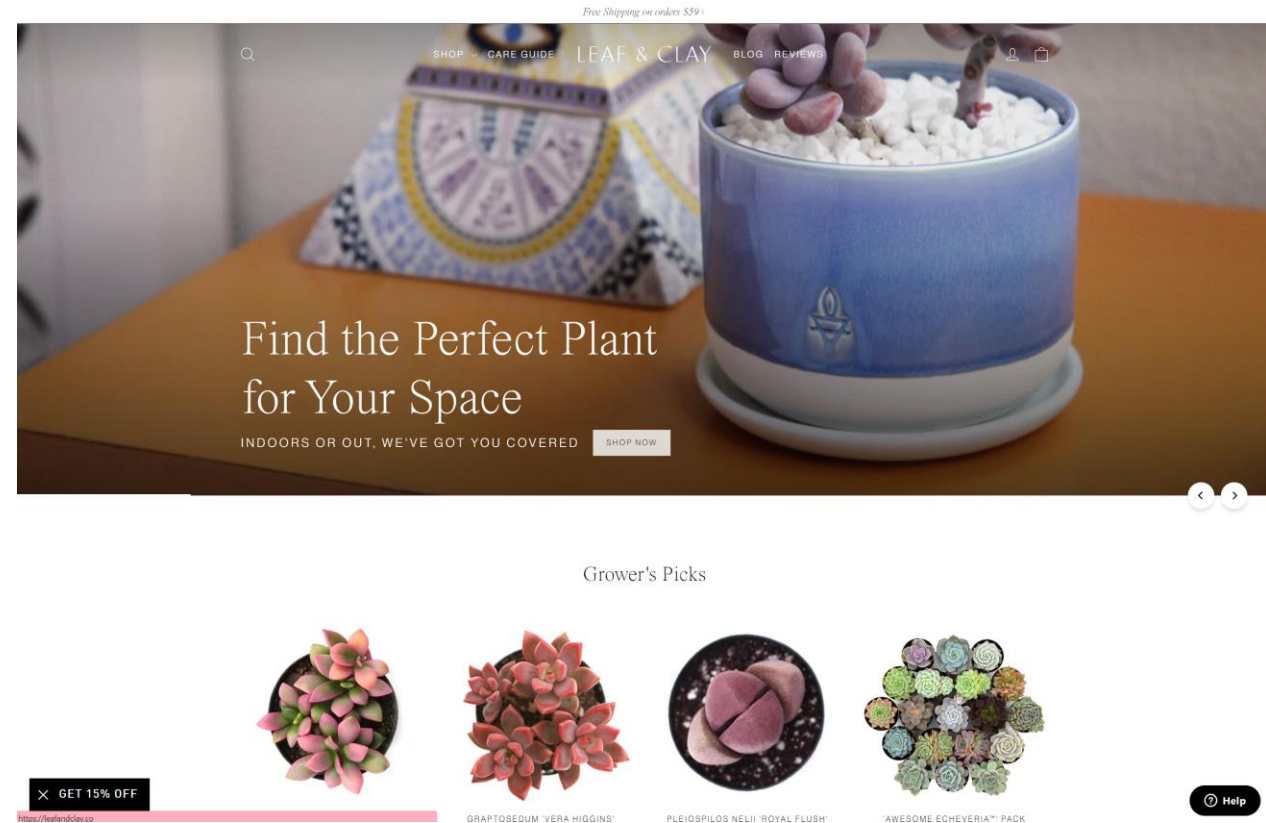 Free Shipping on orders $59+
SHOP CARE GUIDE LEAF & CLAY BLOG REVIEWS
Find the Perfect Plant
for Your Space
INDOORS OR OUT, WE'VE GOT YOU COVERED SHOP NOW
Grower's Picks
GET 15% OFF
Help
https://leafandclay.co
GRAPTOSEDUM 'VERA HIGGINS' PLEIOSPILOS NELII 'ROYAL FLUSH' 'AWESOME ECHEVERIA™' PACK